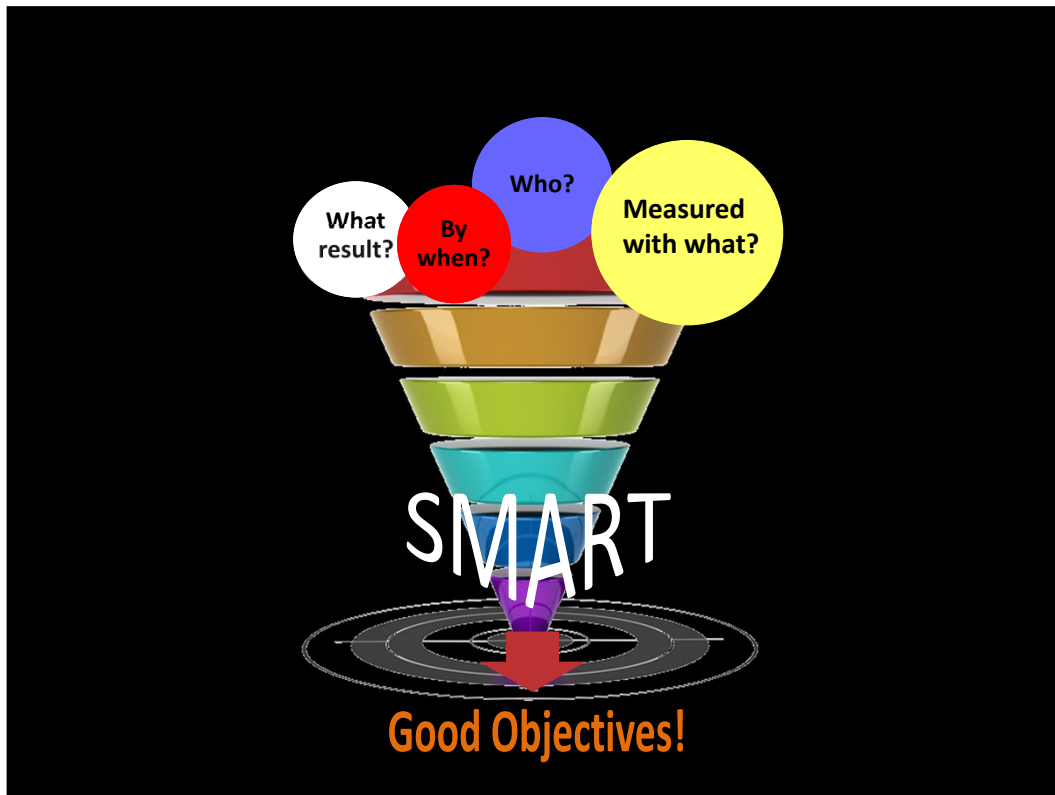 What
result?
By
when?
Who?
Measured
with what?
SMART
Good Objectives!